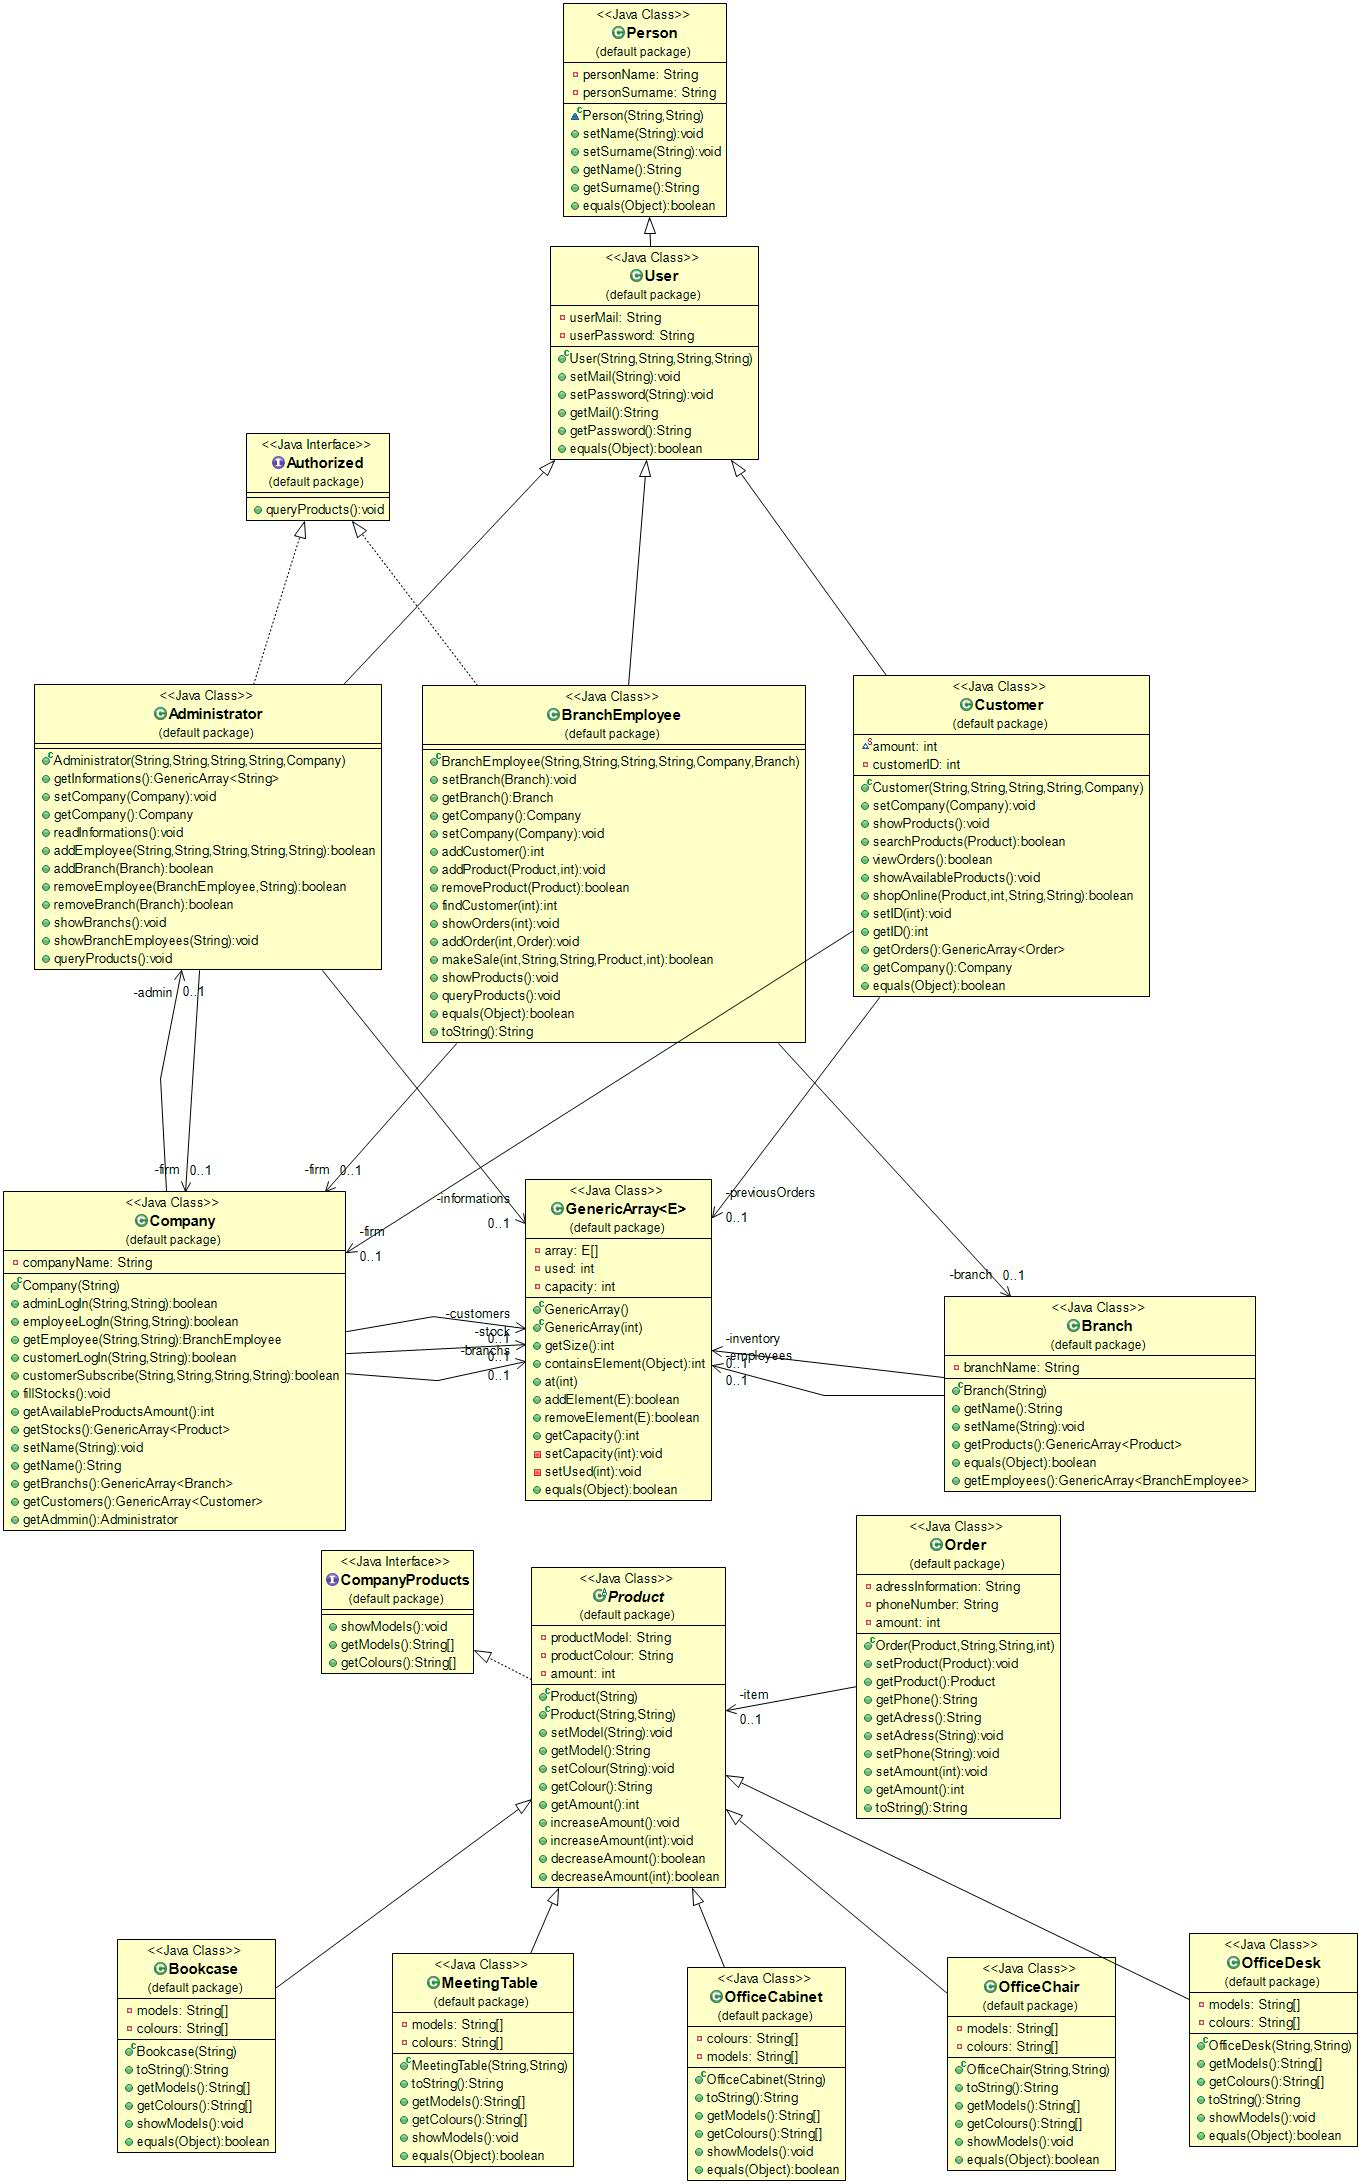 <<Java Class>>
Person
(default package)
personName: String
personSurname: String
Person(String,String)
setName(String):void
setSurname(String):void
getName():String
getSurname():String
equals(Object):boolean
<<Java Class>>
User
(default package)
userMail: String
userPassword: String
User(String,String,String,String)
setMail(String):void
setPassword(String):void
getMail():String
getPassword():String
equals(Object):boolean
<<Java Interface>>
Authorized
(default package)
queryProducts():void
<<Java Class>>
Administrator
(default package)
Administrator(String,String,String,String,Company)
getInformations():GenericArray<String>
setCompany(Company):void
getCompany():Company
readInformations():void
addEmployee(String,String,String,String,String):boolean
addBranch(Branch):boolean
removeEmployee(BranchEmployee,String):boolean
removeBranch(Branch):boolean
showBranchs():void
showBranchEmployees(String):void
queryProducts():void
<<Java Class>>
BranchEmployee
(default package)
BranchEmployee(String,String,String,String,Company,Branch)
setBranch(Branch):void
getBranch():Branch
getCompany():Company
setCompany(Company):void
addCustomer():int
addProduct(Product,int):void
removeProduct(Product):boolean
findCustomer(int):int
showOrders(int):void
addOrder(int,Order):void
makeSale(int,String,String,Product,int):boolean
showProducts():void
queryProducts():void
equals(Object):boolean
toString():String
<<Java Class>>
Customer
(default package)
amount: int
customerID: int
Customer(String,String,String,String,Company)
setCompany(Company):void
showProducts():void
searchProducts(Product):boolean
viewOrders():boolean
showAvailableProducts():void
shopOnline(Product,int,String,String):boolean
setID(int):void
getID():int
getOrders():GenericArray<Order>
getCompany():Company
equals(Object):boolean
-admin 0..1
-firm 0..1
-firm 0..1
-informations
0..1
-firm
0..1
-previousOrders
0..1
-branch 0..1
<<Java Class>>
Company
(default package)
companyName: String
Company(String)
adminLogIn(String,String):boolean
employeeLogIn(String,String):boolean
getEmployee(String,String):BranchEmployee
customerLogIn(String,String):boolean
customerSubscribe(String,String,String,String):boolean
fillStocks():void
getAvailableProductsAmount():int
getStocks():GenericArray<Product>
setName(String):void
getName():String
getBranchs():GenericArray<Branch>
getCustomers():GenericArray<Customer>
getAdmmin():Administrator
-customers
-stock
0..1
-branchs
0..1
0..1
<<Java Class>>
GenericArray<E>
(default package)
array: E[]
used: int
capacity: int
GenericArray()
GenericArray(int)
getSize():int
containsElement(Object):int
at(int)
addElement(E):boolean
removeElement(E):boolean
getCapacity():int
setCapacity(int):void
setUsed(int):void
equals(Object):boolean
-inventory
-employees
0..1
0..1
<<Java Class>>
Branch
(default package)
branchName: String
Branch(String)
getName():String
setName(String):void
getProducts():GenericArray<Product>
equals(Object):boolean
getEmployees():GenericArray<BranchEmployee>
<<Java Interface>>
CompanyProducts
(default package)
showModels():void
getModels():String[]
getColours():String[]
<<Java Class>>
Product
(default package)
productModel: String
productColour: String
amount: int
Product(String)
Product(String,String)
setModel(String):void
getModel():String
setColour(String):void
getColour():String
getAmount():int
increaseAmount():void
increaseAmount(int):void
decreaseAmount():boolean
decreaseAmount(int):boolean
-item
0..1
<<Java Class>>
Order
(default package)
adressInformation: String
phoneNumber: String
amount: int
Order(Product,String,String,int)
setProduct(Product):void
getProduct():Product
getPhone():String
getAdress():String
setAdress(String):void
setPhone(String):void
setAmount(int):void
getAmount():int
toString():String
<<Java Class>>
Bookcase
(default package)
models: String[]
colours: String[]
Bookcase(String)
toString():String
getModels():String[]
getColours():String[]
showModels():void
equals(Object):boolean
<<Java Class>>
MeetingTable
(default package)
models: String[]
colours: String[]
MeetingTable(String,String)
toString():String
getModels():String[]
getColours():String[]
showModels():void
equals(Object):boolean
<<Java Class>>
OfficeCabinet
(default package)
colours: String[]
models: String[]
OfficeCabinet(String)
toString():String
getModels():String[]
getColours():String[]
showModels():void
equals(Object):boolean
<<Java Class>>
OfficeChair
(default package)
models: String[]
colours: String[]
OfficeChair(String,String)
toString():String
getModels():String[]
getColours():String[]
showModels():void
equals(Object):boolean
<<Java Class>>
OfficeDesk
(default package)
models: String[]
colours: String[]
OfficeDesk(String,String)
getModels():String[]
getColours():String[]
toString():String
showModels():void
equals(Object):boolean